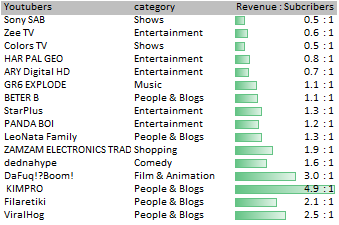 Youtubers category Revenue : Subcribers
Sony SAB Shows 0.5 : 1
Zee TV Entertainment 0.6 : 1
Colors TV Shows 0.5 : 1
HAR PAL GEO Entertainment 0.8 : 1
ARY Digital HD Entertainment 0.7 : 1
GR6 EXPLODE Music 1.1 : 1
BETER B People & Blogs 1.1 : 1
StarPlus Entertainment 1.3 : 1
PANDA BOI Entertainment 1.2 : 1
LeoNata Family People & Blogs 1.3 : 1
ZAMZAM ELECTRONICS TRAD Shopping 1.9 : 1
dednahype Comedy 1.6 : 1
DaFuq!?Boom! Film & Animation 3.0 : 1
KIMPRO People & Blogs 4.9 : 1
Filaretiki People & Blogs 2.1 : 1
ViralHog People & Blogs 2.5 : 1